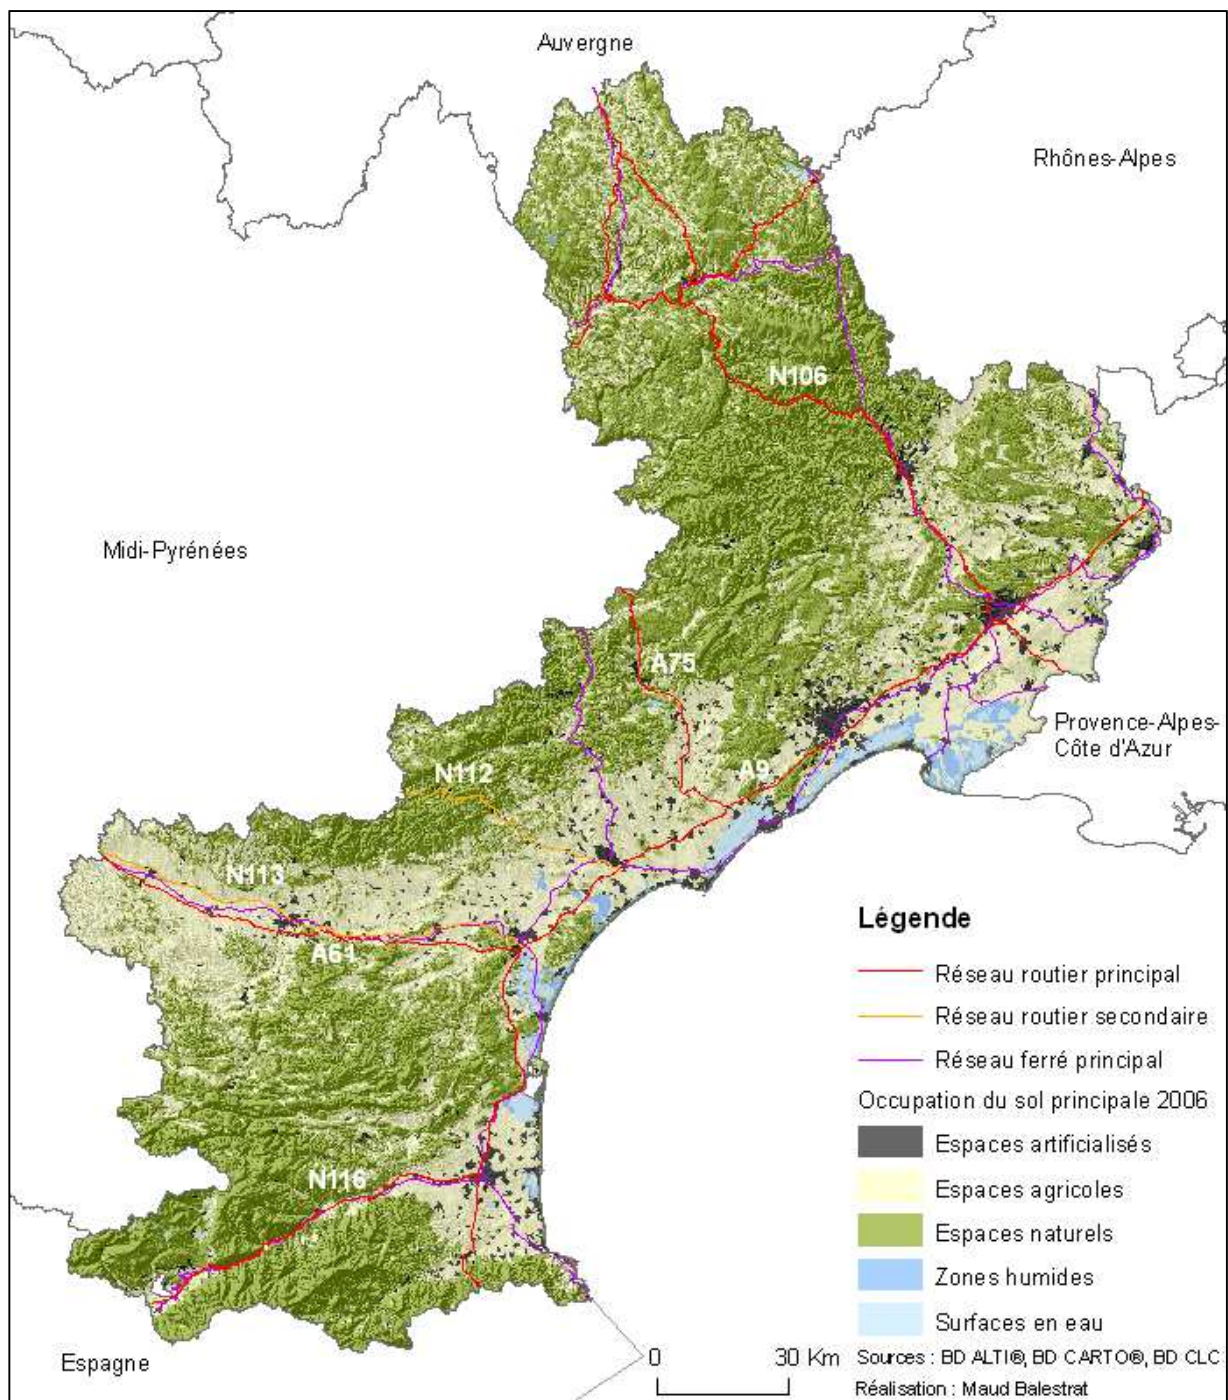 Auvergne
Rhônes-Alpes
N106
Midi-Pyrénées
A75
Provence-Alpes-
Côte d'Azur
N112
A9
N113
A61
N116
Espagne
Légende
Réseau routier principal
Réseau routier secondaire
Réseau ferré principal
Occupation du sol principale 2006
Espaces artificialisés
Espaces agricoles
Espaces naturels
Zones humides
Surfaces en eau
0 30 Km
Sources : BD ALTI®, BD CARTO®, BD CLC
Réalisation : Maud Balestrat